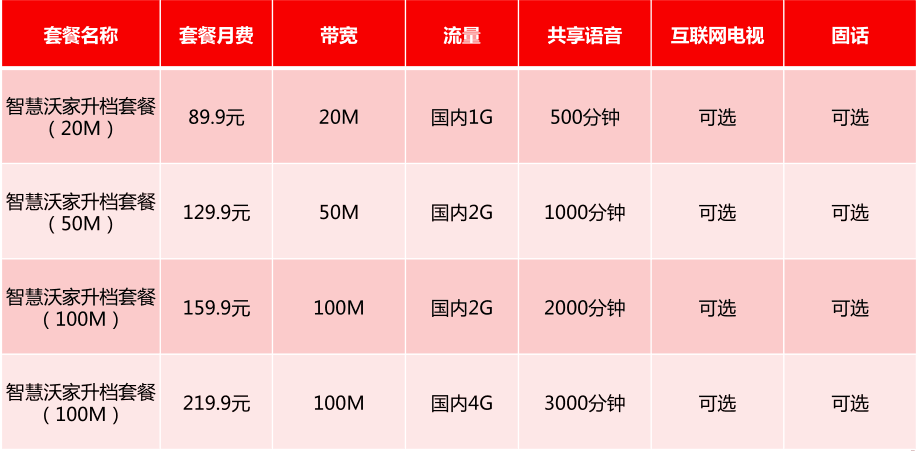 套餐名称 套餐月费 带宽 流量 共享语音 互联网电视 固话
智慧沃家升档套餐
（20M） 89.9元 20M 国内1G 500分钟 可选 可选
智慧沃家升档套餐
（50M） 129.9元 50M 国内2G 1000分钟 可选 可选
智慧沃家升档套餐
（100M） 159.9元 100M 国内2G 2000分钟 可选 可选
智慧沃家升档套餐
（100M） 219.9元 100M 国内4G 3000分钟 可选 可选